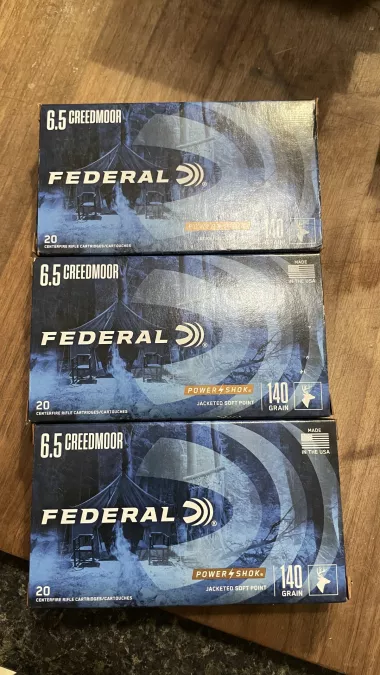 6.5 CREEDMOOR
FEDERAL®
POWER SHOK
140
20
CENTERFIRE RIFLE CARTRIDGES/CARTOUCHES
6.5 CREEDMOOR
MADE
IN THE USA
FEDERAL®
POWER SHOK®
140
GRAIN
JACKETED SOFT POINT
20
CENTERFIRE RIFLE CARTRIDGES/CARTOUCHES
6.5 CREEDMOOR
MADE
IN THE USA
FEDERAL®
POWER SHOK®
140
GRAIN
JACKETED SOFT POINT
20
CENTERFIRE RIFLE CARTRIDGES/CARTOUCHES